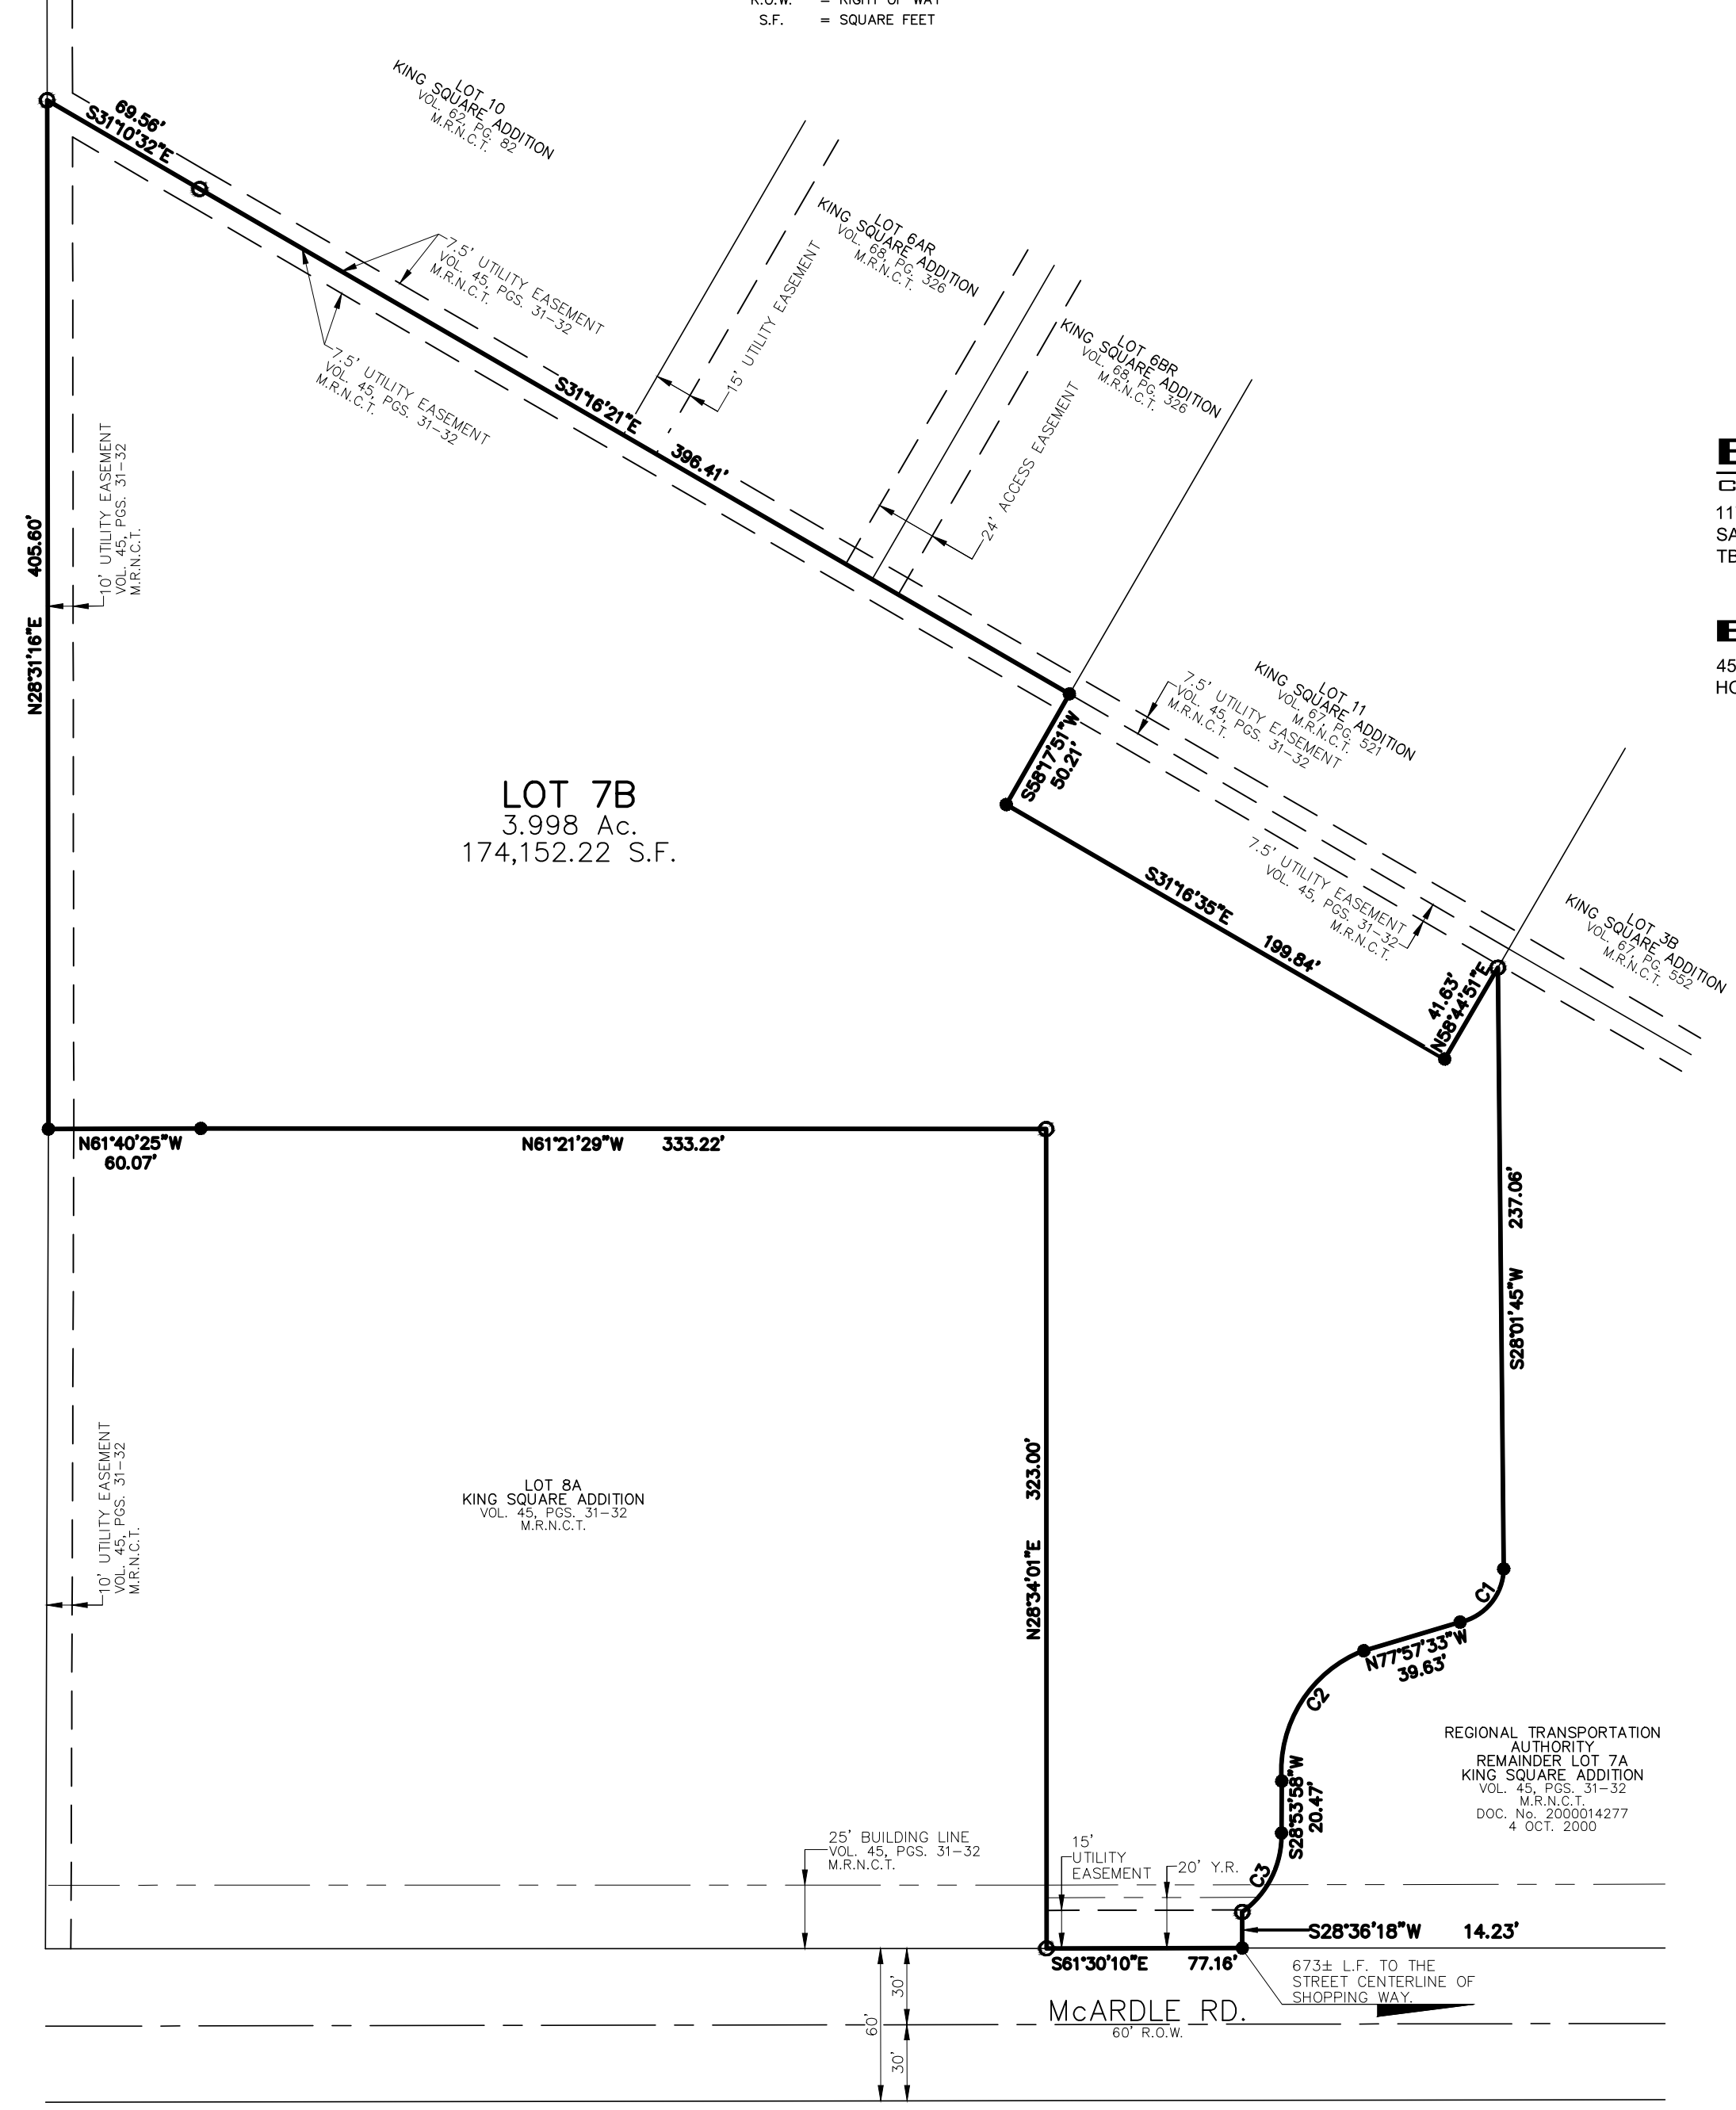 R.O.W. = RIGHT OF WAY
S.F. = SQUARE FEET
LOT 10
KING SQUARE ADDITION
VOL. 62, PG. 82
M.R.N.C.T.
69.56'
S31°10'32"E
7.5' UTILITY EASEMENT
VOL. 45, PGS. 31-32
M.R.N.C.T.
7.5' UTILITY EASEMENT
VOL. 45, PGS. 31-32
M.R.N.C.T.
LOT 6AR
KING SQUARE ADDITION
VOL. 68, PG. 326
M.R.N.C.T.
15' UTILITY EASEMENT
LOT 6BR
KING SQUARE ADDITION
VOL. 68, PG. 326
M.R.N.C.T.
24' ACCESS EASEMENT
S31°16'21"E 396.41'
10' UTILITY EASEMENT
VOL. 45, PGS. 31-32
M.R.N.C.T.
N28°31'16"E 405.60'
11
SA
TB
45
HO
LOT 11
KING SQUARE ADDITION
VOL. 67, PG. 521
M.R.N.C.T.
7.5' UTILITY EASEMENT
VOL. 45, PGS. 31-32
M.R.N.C.T.
S58°17'51"W
50.21'
LOT 7B
3.998 Ac.
174,152.22 S.F.
S31°16'35"E 199.84'
7.5' UTILITY EASEMENT
VOL. 45, PGS. 31-32
M.R.N.C.T.
LOT 3B
KING SQUARE ADDITION
VOL. 67, PG. 552
M.R.N.C.T.
41.63'
N58°44'51"E
N61°40'25"W
60.07'
N61°21'29"W 333.22'
S28°01'45"W 237.06'
N28°34'01"E 323.00'
LOT 8A
KING SQUARE ADDITION
VOL. 45, PGS. 31-32
M.R.N.C.T.
10' UTILITY EASEMENT
VOL. 45, PGS. 31-32
M.R.N.C.T.
C1
N77°57'33"W
39.63'
C2
S28°53'58"W
20.47'
C3
REGIONAL TRANSPORTATION
AUTHORITY
REMAINDER LOT 7A
KING SQUARE ADDITION
VOL. 45, PGS. 31-32
M.R.N.C.T.
DOC. No. 2000014277
4 OCT. 2000
25' BUILDING LINE
VOL. 45, PGS. 31-32
M.R.N.C.T.
15'
UTILITY
EASEMENT
20' Y.R.
S28°36'18"W 14.23'
S61°30'10"E 77.16'
673± L.F. TO THE
STREET CENTERLINE OF
SHOPPING WAY.
McARDLE RD.
60' R.O.W.
60'
30'
30'